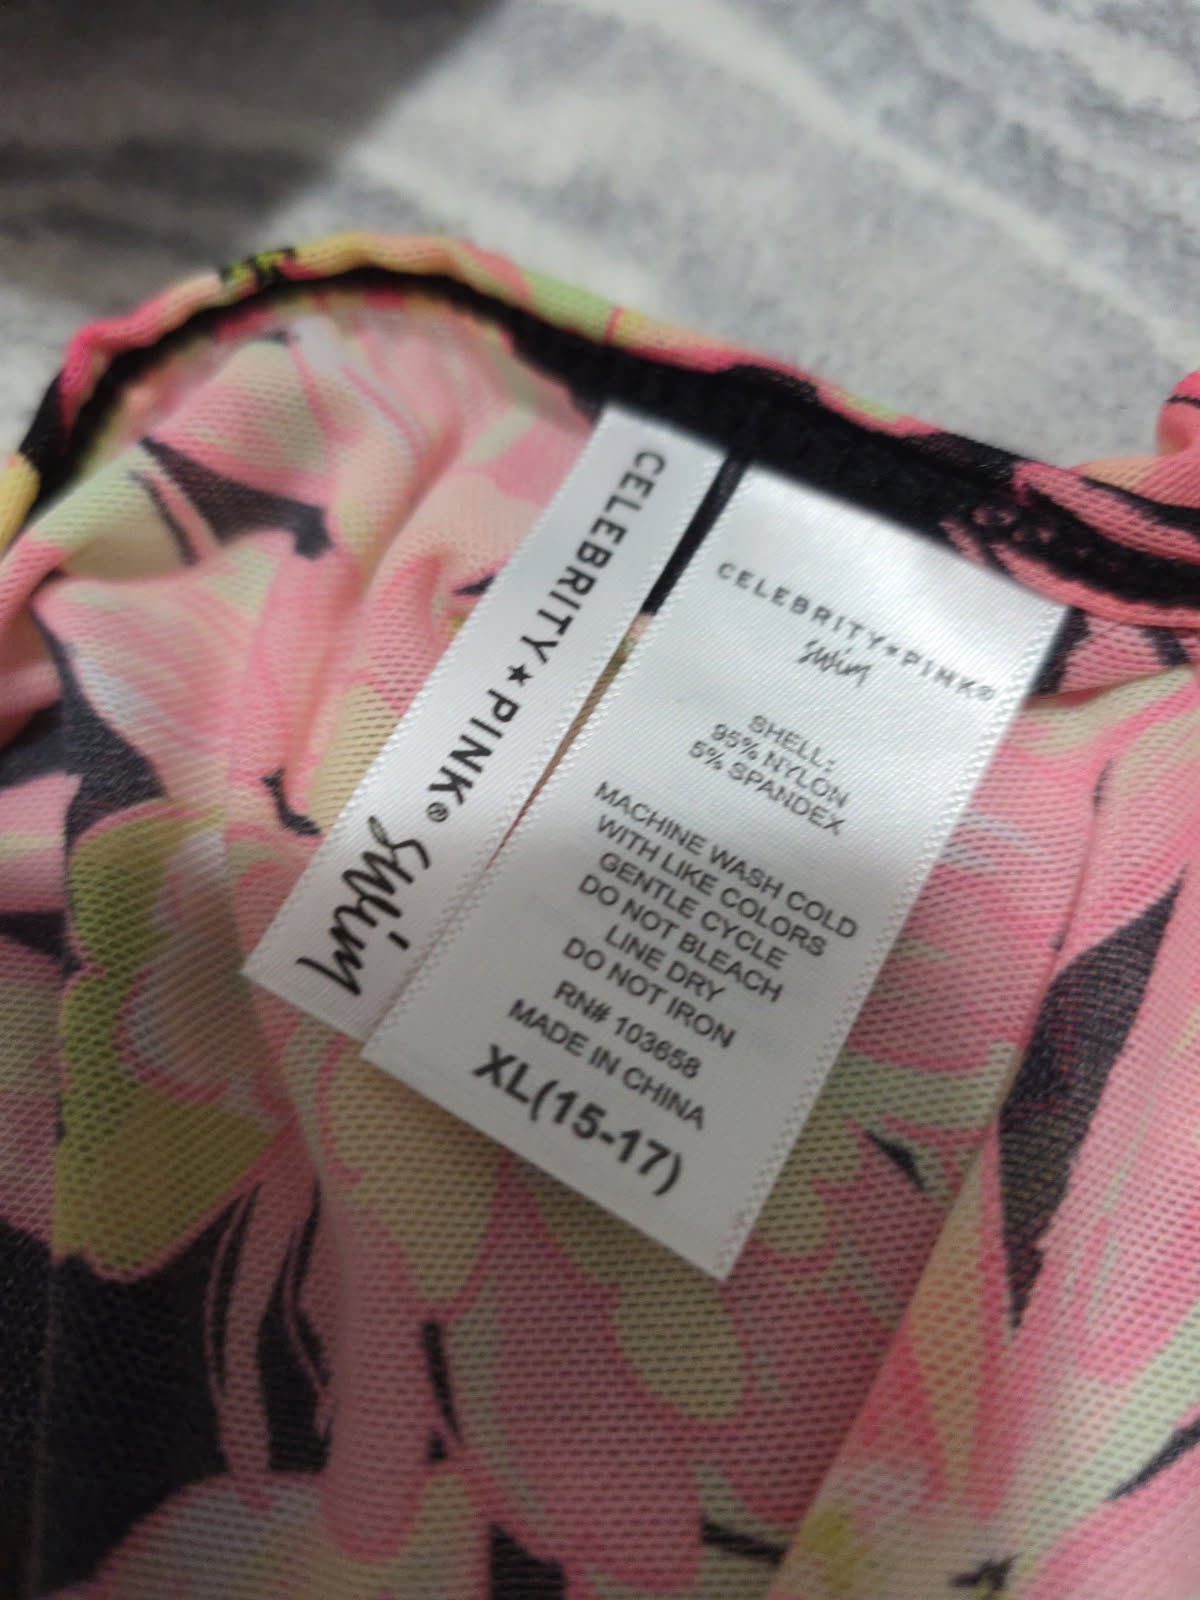 CELEBRITY★PINK® swim
CELEBRITY★PINK®
swim
SHELL:
95% NYLON
5% SPANDEX
MACHINE WASH COLD
WITH LIKE COLORS
GENTLE CYCLE
DO NOT BLEACH
LINE DRY
DO NOT IRON
RN# 103658
MADE IN CHINA
XL(15-17)